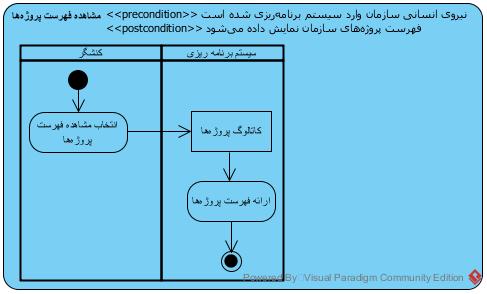 مشاهده فهرست پروژه‌ها <<precondition>> نیروی انسانی سازمان وارد سیستم برنامه‌ریزی شده است
<<postcondition>> فهرست پروژه‌های سازمان نمایش داده می‌شود
کنشگر
سیستم برنامه ریزی
انتخاب مشاهده فهرست
پروژه‌ها
کاتالوگ پروژه‌ها
ارائه فهرست پروژه‌ها
Powered By Visual Paradigm Community Edition